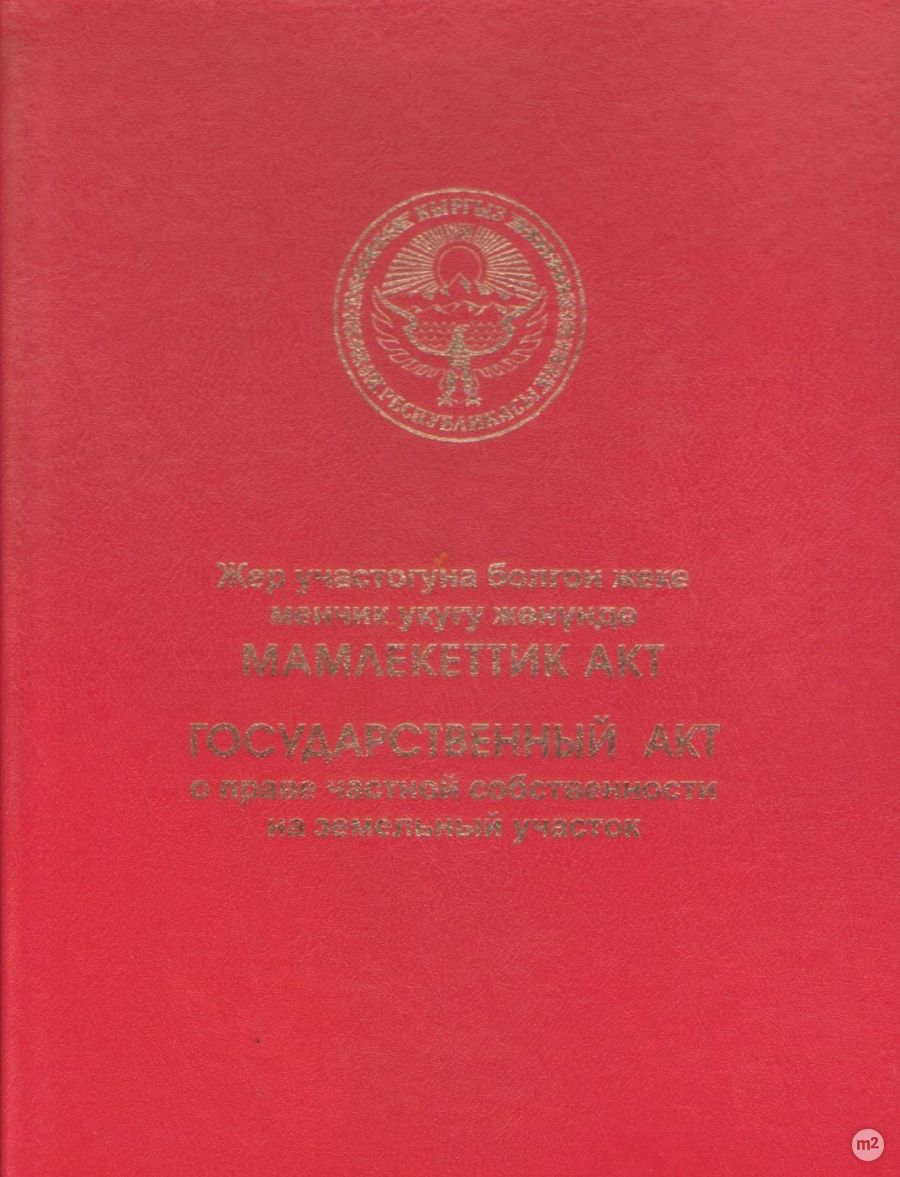 КЫРГЫЗ
РЕСПУБЛИКАСЫ
Жер участогуна болгон жеке
менчик укугу жөнүндө
МАМЛЕКЕТТИК АКТ
ГОСУДАРСТВЕННЫЙ АКТ
о праве частной собственности
на земельный участок
m2